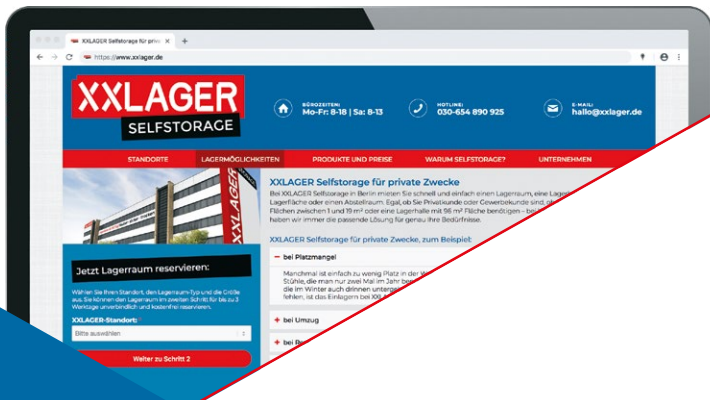 XXLAGER Selfstorage für priv
https://www.xxlager.de
XXLAGER
SELFSTORAGE
BÜROZEITEN:
Mo-Fr: 8-18 | Sa: 8-13
HOTLINE:
030-654 890 925
E-MAIL:
hallo@xxlager.de
STANDORTE
LAGERMÖGLICHKEITEN
PRODUKTE UND PREISE
WARUM SELFSTORAGE?
UNTERNEHMEN
XXLAGER
Jetzt Lagerraum reservieren:
Wählen Sie Ihren Standort, den Lagerraum-Typ und die Größe
aus. Sie können den Lagerraum im zweiten Schritt für bis zu 3
Werktage unverbindlich und kostenfrei reservieren.
XXLAGER-Standort: *
Bitte auswählen
Weiter zu Schritt 2
XXLAGER Selfstorage für private Zwecke
Bei XXLAGER Selfstorage in Berlin mieten Sie schnell und einfach einen Lagerraum, eine
Lagerfläche oder einen Abstellraum. Egal, ob Sie Privatkunde oder Gewerbekunde sind,
Flächen zwischen 1 und 19 m² oder eine Lagerhalle mit 96 m² Fläche benötigen –
haben wir immer die passende Lösung für genau Ihre Bedürfnisse.
XXLAGER Selfstorage für private Zwecke, zum Beispiel:
− bei Platzmangel
Manchmal ist einfach zu wenig Platz in der
Stühle, die man nur zwei Mal im Jahr
die im Winter auch drinnen
fehlen, ist das Einlagern bei
+ bei Umzug
+ bei